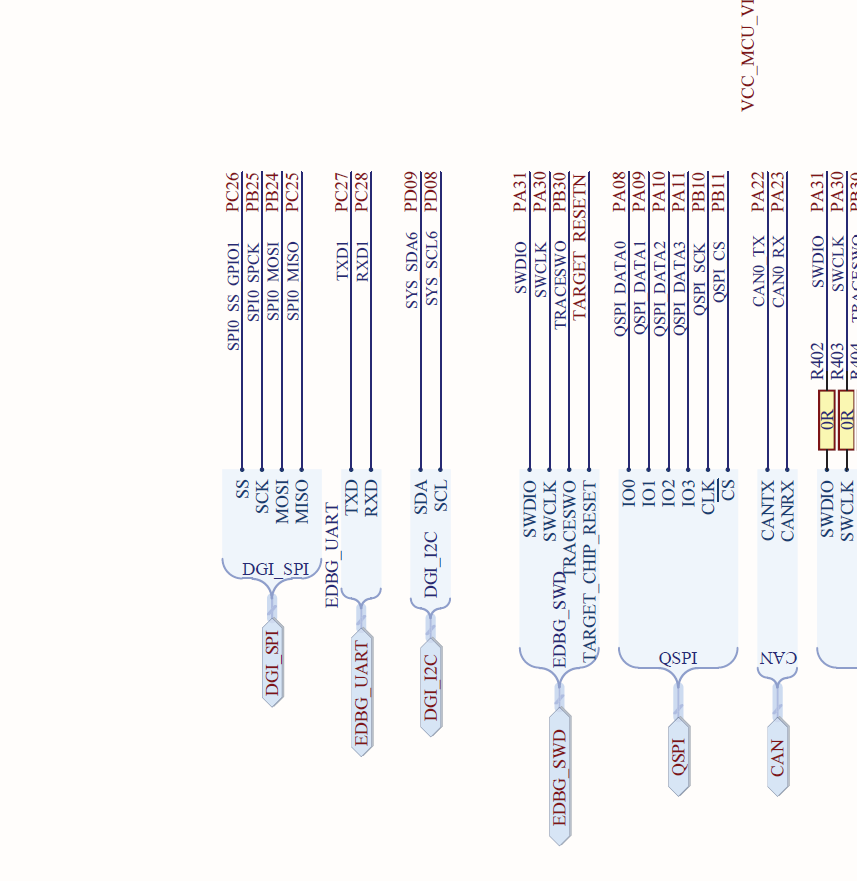 VCC_MCU_VI
PC26
PB25
PB24
PC25
PC27
PC28
PD09
PD08
PA31
PA30
PB30
TARGET_RESETN
PA08
PA09
PA10
PA11
PB10
PB11
PA22
PA23
PA31
PA30
PB30
SPI0_SS_GPIO1
SPI0_SPCK
SPI0_MOSI
SPI0_MISO
TXD1
RXD1
SYS_SDA6
SYS_SCL6
SWDIO
SWCLK
TRACESWO
QSPI_DATA0
QSPI_DATA1
QSPI_DATA2
QSPI_DATA3
QSPI_SCK
QSPI_CS
CAN0_TX
CAN0_RX
SWDIO
SWCLK
TRACESWO
R402
R403
R404
0R
0R
SS
SCK
MOSI
MISO
DGI_SPI
TXD
RXD
EDBG_UART
SDA
SCL
DGI_I2C
SWDIO
SWCLK
TRACESWO
TARGET_CHIP_RESET
EDBG_SWD
IO0
IO1
IO2
IO3
CLK
CS
QSPI
CANTX
CANRX
CAN
SWDIO
SWCLK
DGI_SPI
EDBG_UART
DGI_I2C
EDBG_SWD
QSPI
CAN